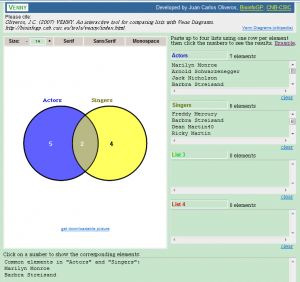 VENNY Developed by Juan Carlos Oliveros, BioinfoGP, CNB-CSIC
Please cite:
Oliveros, J.C. (2007) VENNY. An interactive tool for comparing lists with Venn Diagrams.
http://bioinfogp.cnb.csic.es/tools/venny/index.html. Venn Diagrams (wikipedia)
Size: - 14 + Serif SansSerif Monospace
Actors Singers
5 2 4
get downloadable picture
Paste up to four lists using one row per element
then click the numbers to see the results. Example.
Actors 7 elements
Marilyn Monroe
Arnold Schwarzenegger
Jack Nicholson
Barbra Streisand
clear
Singers 6 elements
Freddy Mercury
Barbra Streisand
Dean Martin
Ricky Martin
clear
List 3 0 elements
clear
List 4 0 elements
clear
Click on a number to show the corresponding elements:
Common elements in "Actors" and "Singers":
Marilyn Monroe
Barbra Streisand